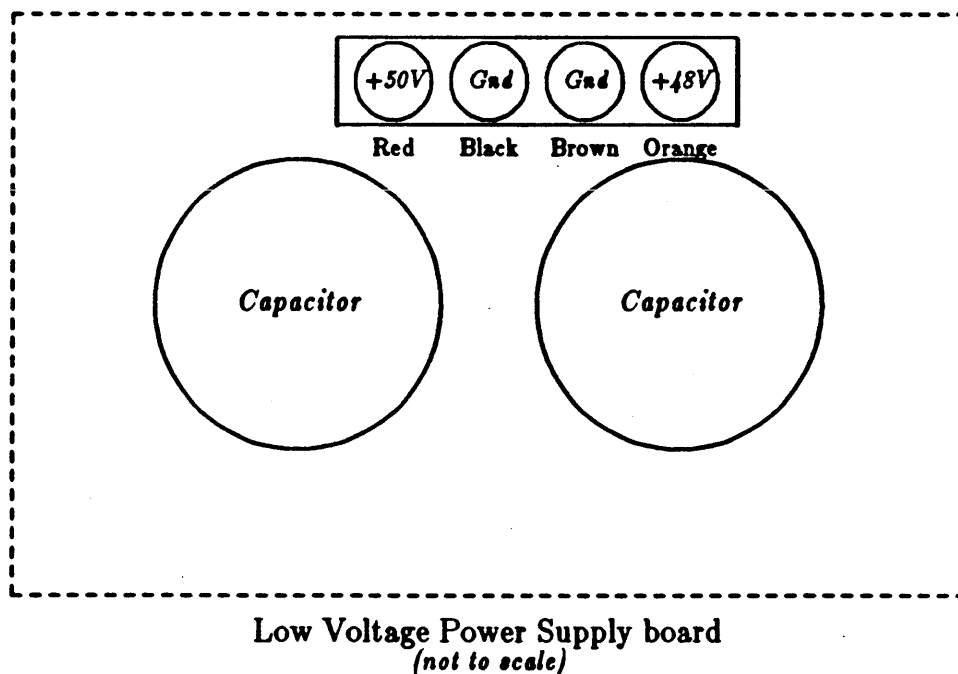 +50V Gnd Gnd +48V
Red Black Brown Orange
Capacitor Capacitor
Low Voltage Power Supply board
(not to scale)